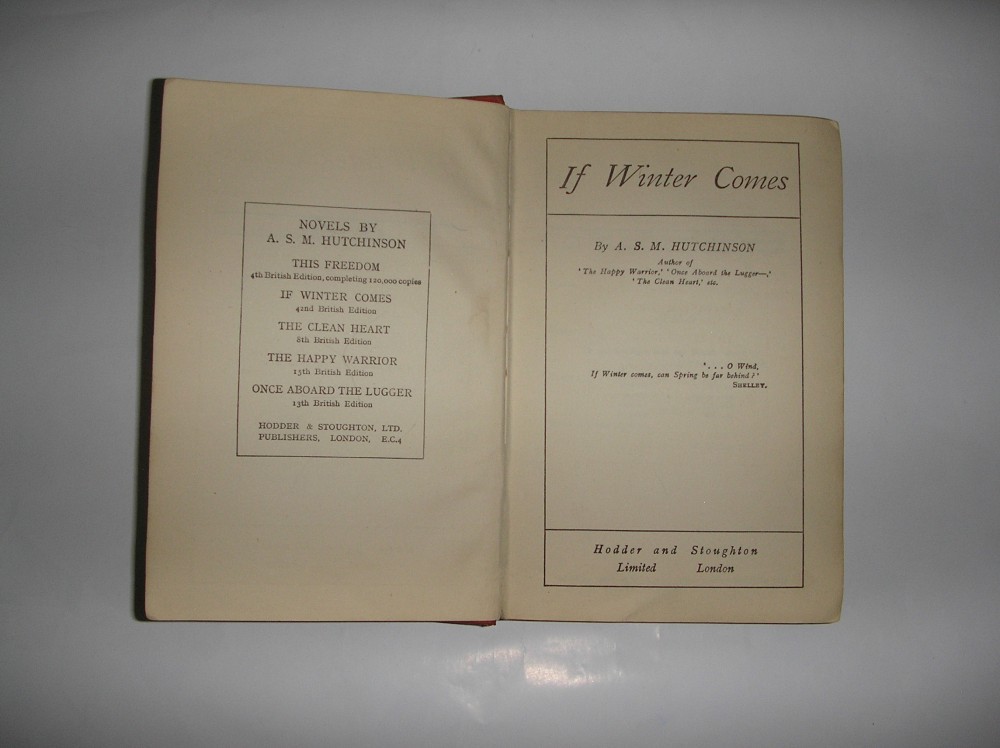 NOVELS BY
A. S. M. HUTCHINSON
THIS FREEDOM
4th British Edition, completing 120,000 copies
IF WINTER COMES
42nd British Edition
THE CLEAN HEART
8th British Edition
THE HAPPY WARRIOR
15th British Edition
ONCE ABOARD THE LUGGER
13th British Edition
HODDER & STOUGHTON, LTD.
PUBLISHERS, LONDON, E.C.4
If Winter Comes
By A. S. M. HUTCHINSON
Author of
'The Happy Warrior,' 'Once Aboard the Lugger—,'
'The Clean Heart,' etc.
'. . . O Wind,
If Winter comes, can Spring be far behind?'
SHELLEY.
Hodder and Stoughton
Limited London